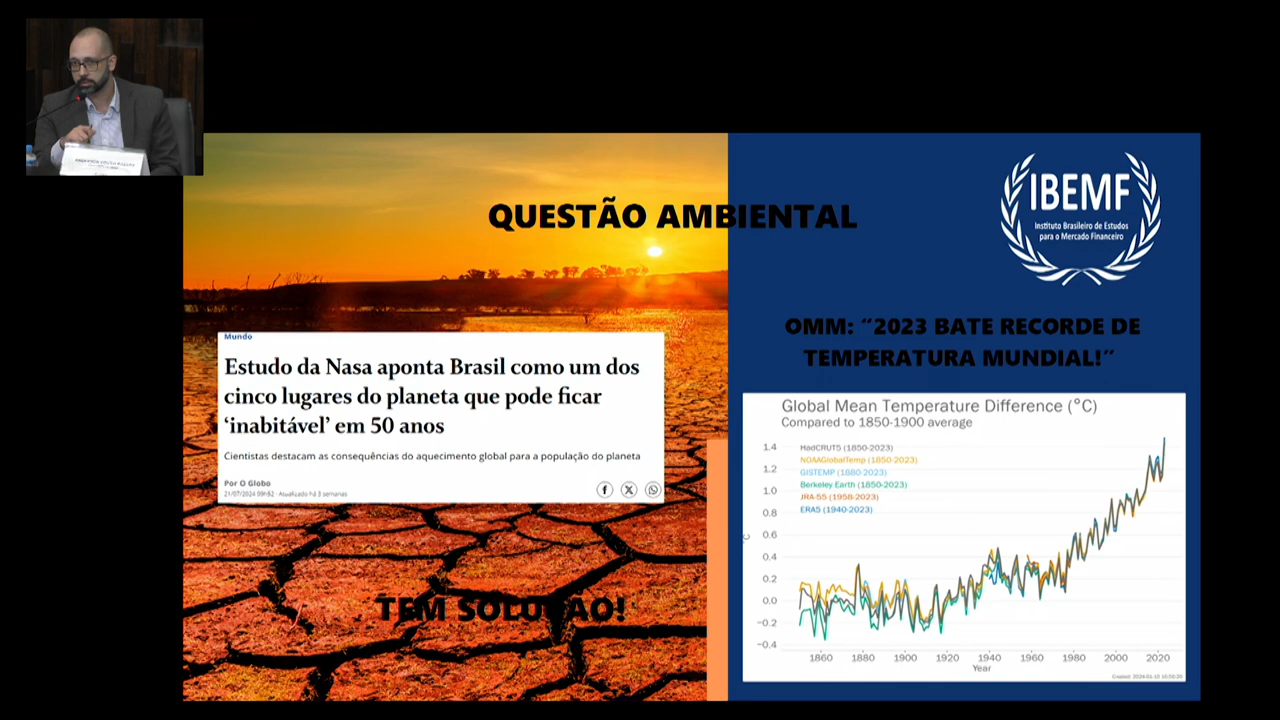 QUESTÃO AMBIENTAL
IBEMF
Instituto Brasileiro de Estudos
para o Mercado Financeiro
Mundo
Estudo da Nasa aponta Brasil como um dos
cinco lugares do planeta que pode ficar
‘inabitável’ em 50 anos
Cientistas destacam as consequências do aquecimento global para a população do planeta
Por O Globo
21/07/2024 09h52 · Atualizado há 3 semanas
TEM SOLUÇÃO!
OMM: “2023 BATE RECORDE DE
TEMPERATURA MUNDIAL!”
Global Mean Temperature Difference (°C)
Compared to 1850-1900 average
HadCRUT5 (1850-2023)
NOAAGlobalTemp (1850-2023)
GISTEMP (1880-2023)
Berkeley Earth (1850-2023)
JRA-55 (1958-2023)
ERA5 (1940-2023)
°C
1.4
1.2
1.0
0.8
0.6
0.4
0.2
0.0
−0.2
−0.4
1860 1880 1900 1920 1940 1960 1980 2000 2020
Year